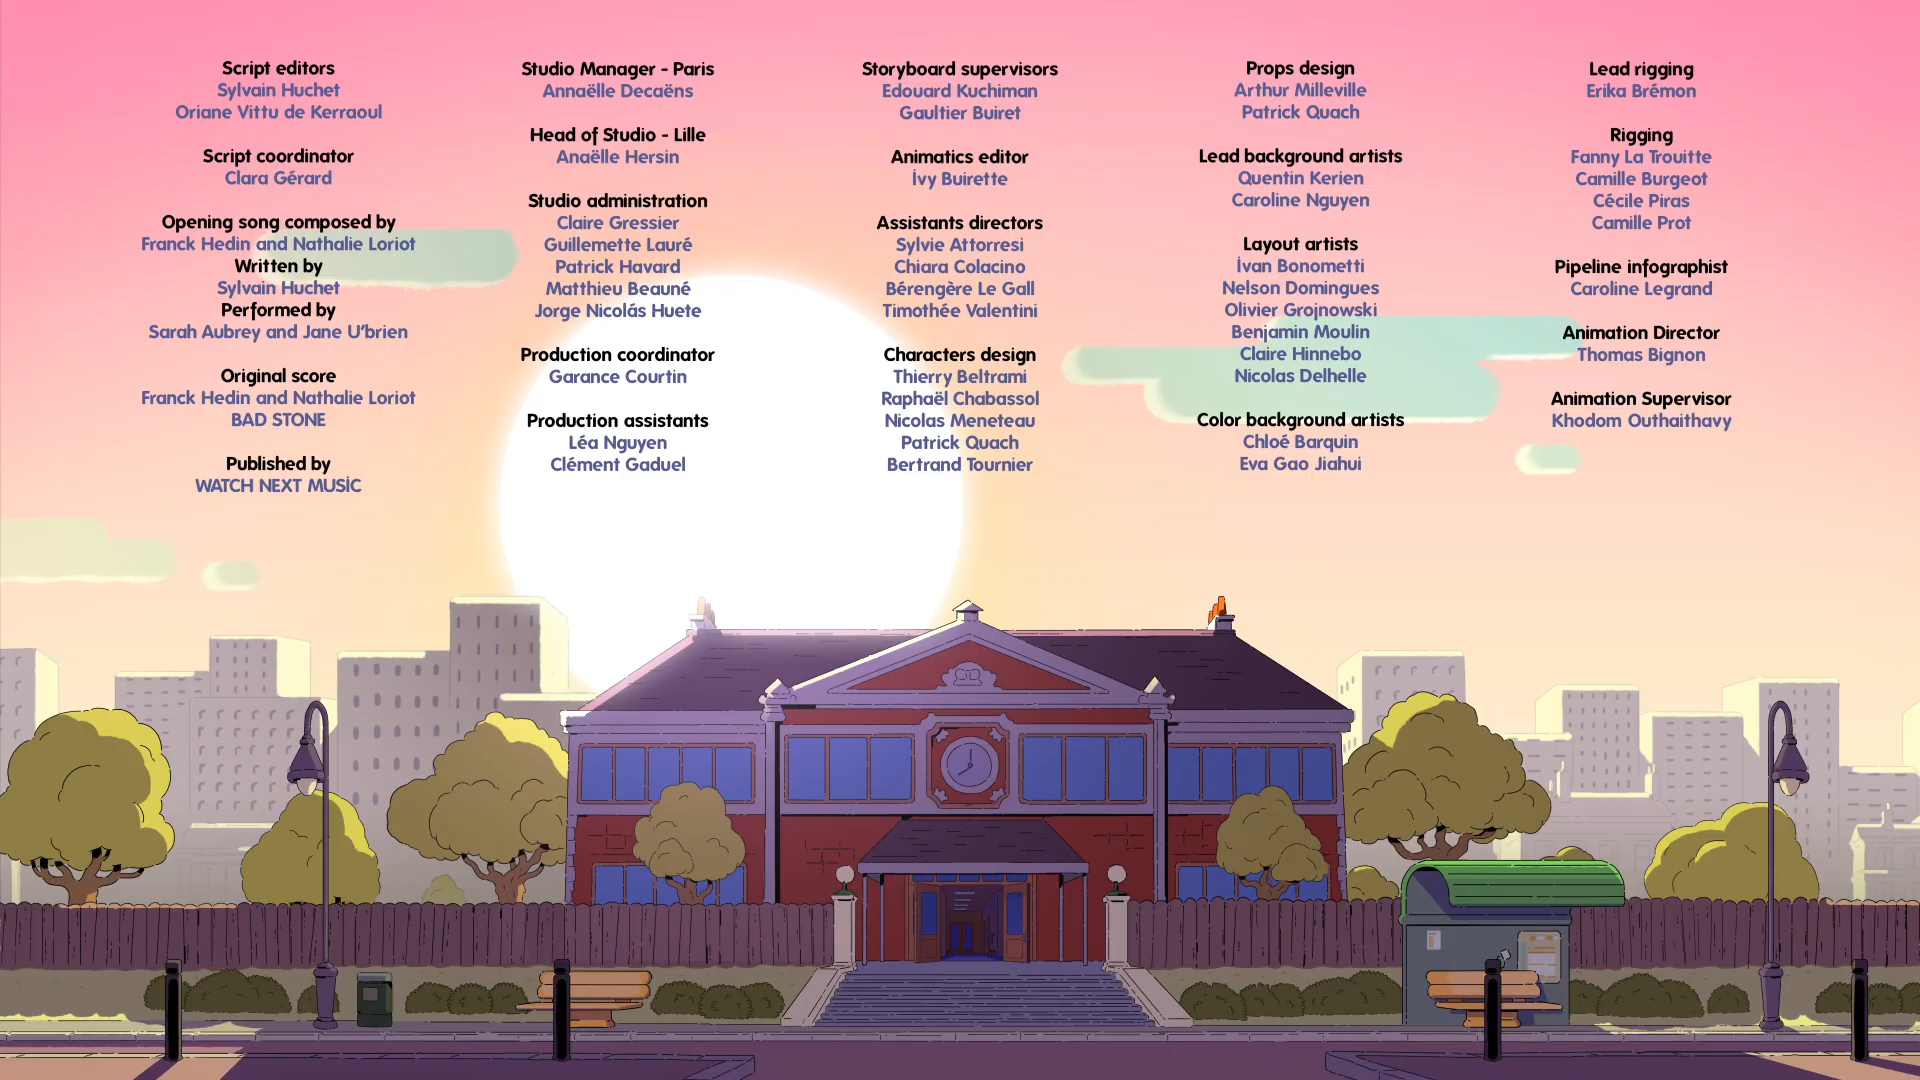 Script editors
Sylvain Huchet
Oriane Vittu de Kerraoul
Script coordinator
Clara Gérard
Opening song composed by
Franck Hedin and Nathalie Loriot
Written by
Sylvain Huchet
Performed by
Sarah Aubrey and Jane U'brien
Original score
Franck Hedin and Nathalie Loriot
BAD STONE
Published by
WATCH NEXT MUSİC
Studio Manager - Paris
Annaëlle Decaëns
Head of Studio - Lille
Anaëlle Hersin
Studio administration
Claire Gressier
Guillemette Lauré
Patrick Havard
Matthieu Beauné
Jorge Nicolás Huete
Production coordinator
Garance Courtin
Production assistants
Léa Nguyen
Clément Gaduel
Storyboard supervisors
Edouard Kuchiman
Gaultier Buiret
Animatics editor
İvy Buirette
Assistants directors
Sylvie Attorresi
Chiara Colacino
Bérengère Le Gall
Timothée Valentini
Characters design
Thierry Beltrami
Raphaël Chabassol
Nicolas Meneteau
Patrick Quach
Bertrand Tournier
Props design
Arthur Milleville
Patrick Quach
Lead background artists
Quentin Kerien
Caroline Nguyen
Layout artists
İvan Bonometti
Nelson Domingues
Olivier Grojnowski
Benjamin Moulin
Claire Hinnebo
Nicolas Delhelle
Color background artists
Chloé Barquin
Eva Gao Jiahui
Lead rigging
Erika Brémon
Rigging
Fanny La Trouitte
Camille Burgeot
Cécile Piras
Camille Prot
Pipeline infographist
Caroline Legrand
Animation Director
Thomas Bignon
Animation Supervisor
Khodom Outhaithavy